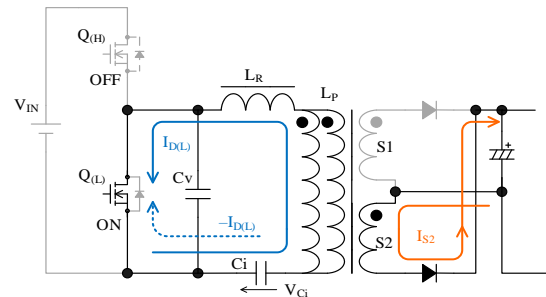 Q(H)
OFF
LR
LP
VIN
ID(L)
S1
+
Q(L)
Cv
ON
−ID(L)
S2
IS2
Ci
VCi